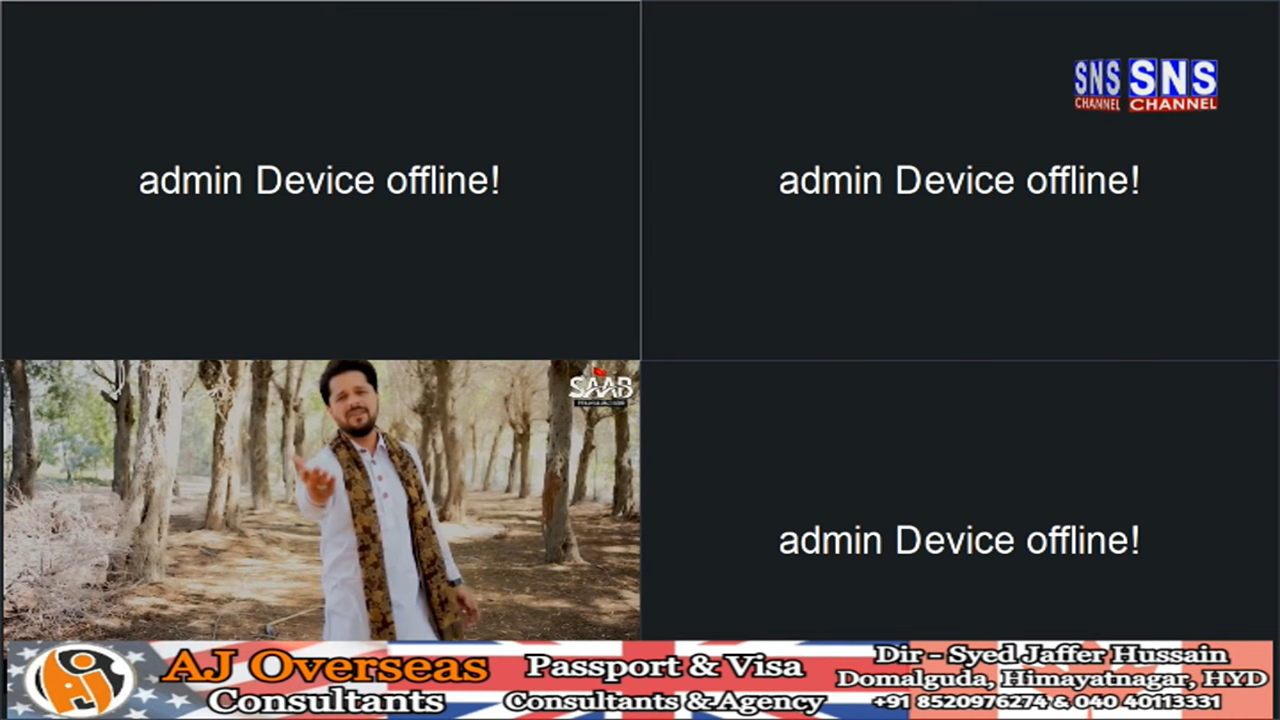 SNS SNS
CHANNEL CHANNEL
admin Device offline!
admin Device offline!
SAAB
admin Device offline!
AJ Overseas
Consultants
Passport & Visa
Consultants & Agency
Dir - Syed Jaffer Hussain
Domalguda, Himayatnagar, HYD
+91 8520976274 & 040 40113331